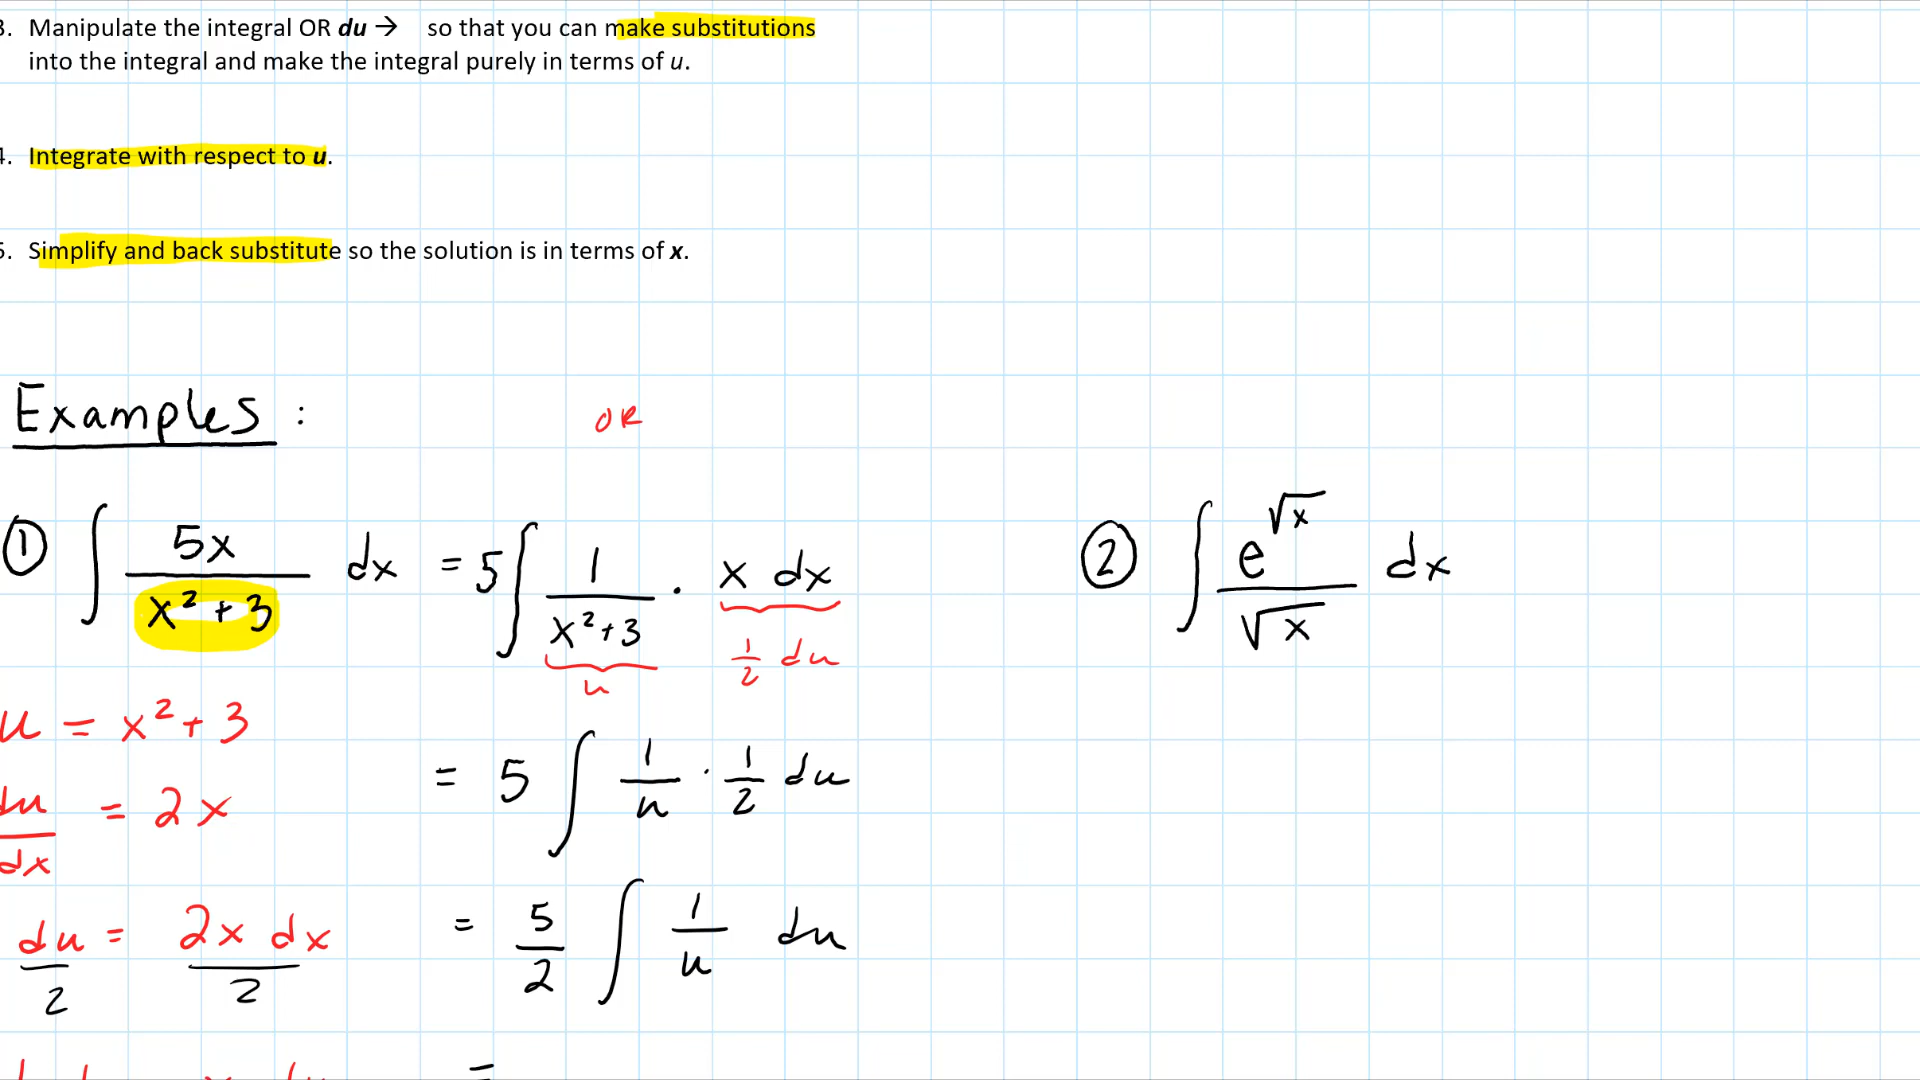 3. Manipulate the integral OR du → so that you can make substitutions
into the integral and make the integral purely in terms of u.
4. Integrate with respect to u.
5. Simplify and back substitute so the solution is in terms of x.
Examples :
OR
① ∫ 5x / (x² + 3) dx = 5 ∫ 1 / (x² + 3) · x dx
u
1/2 du
u = x² + 3
du/dx = 2x
du/2 = 2x dx / 2
= 5 ∫ 1/u · 1/2 du
= 5/2 ∫ 1/u du
=
② ∫ e^√x / √x dx